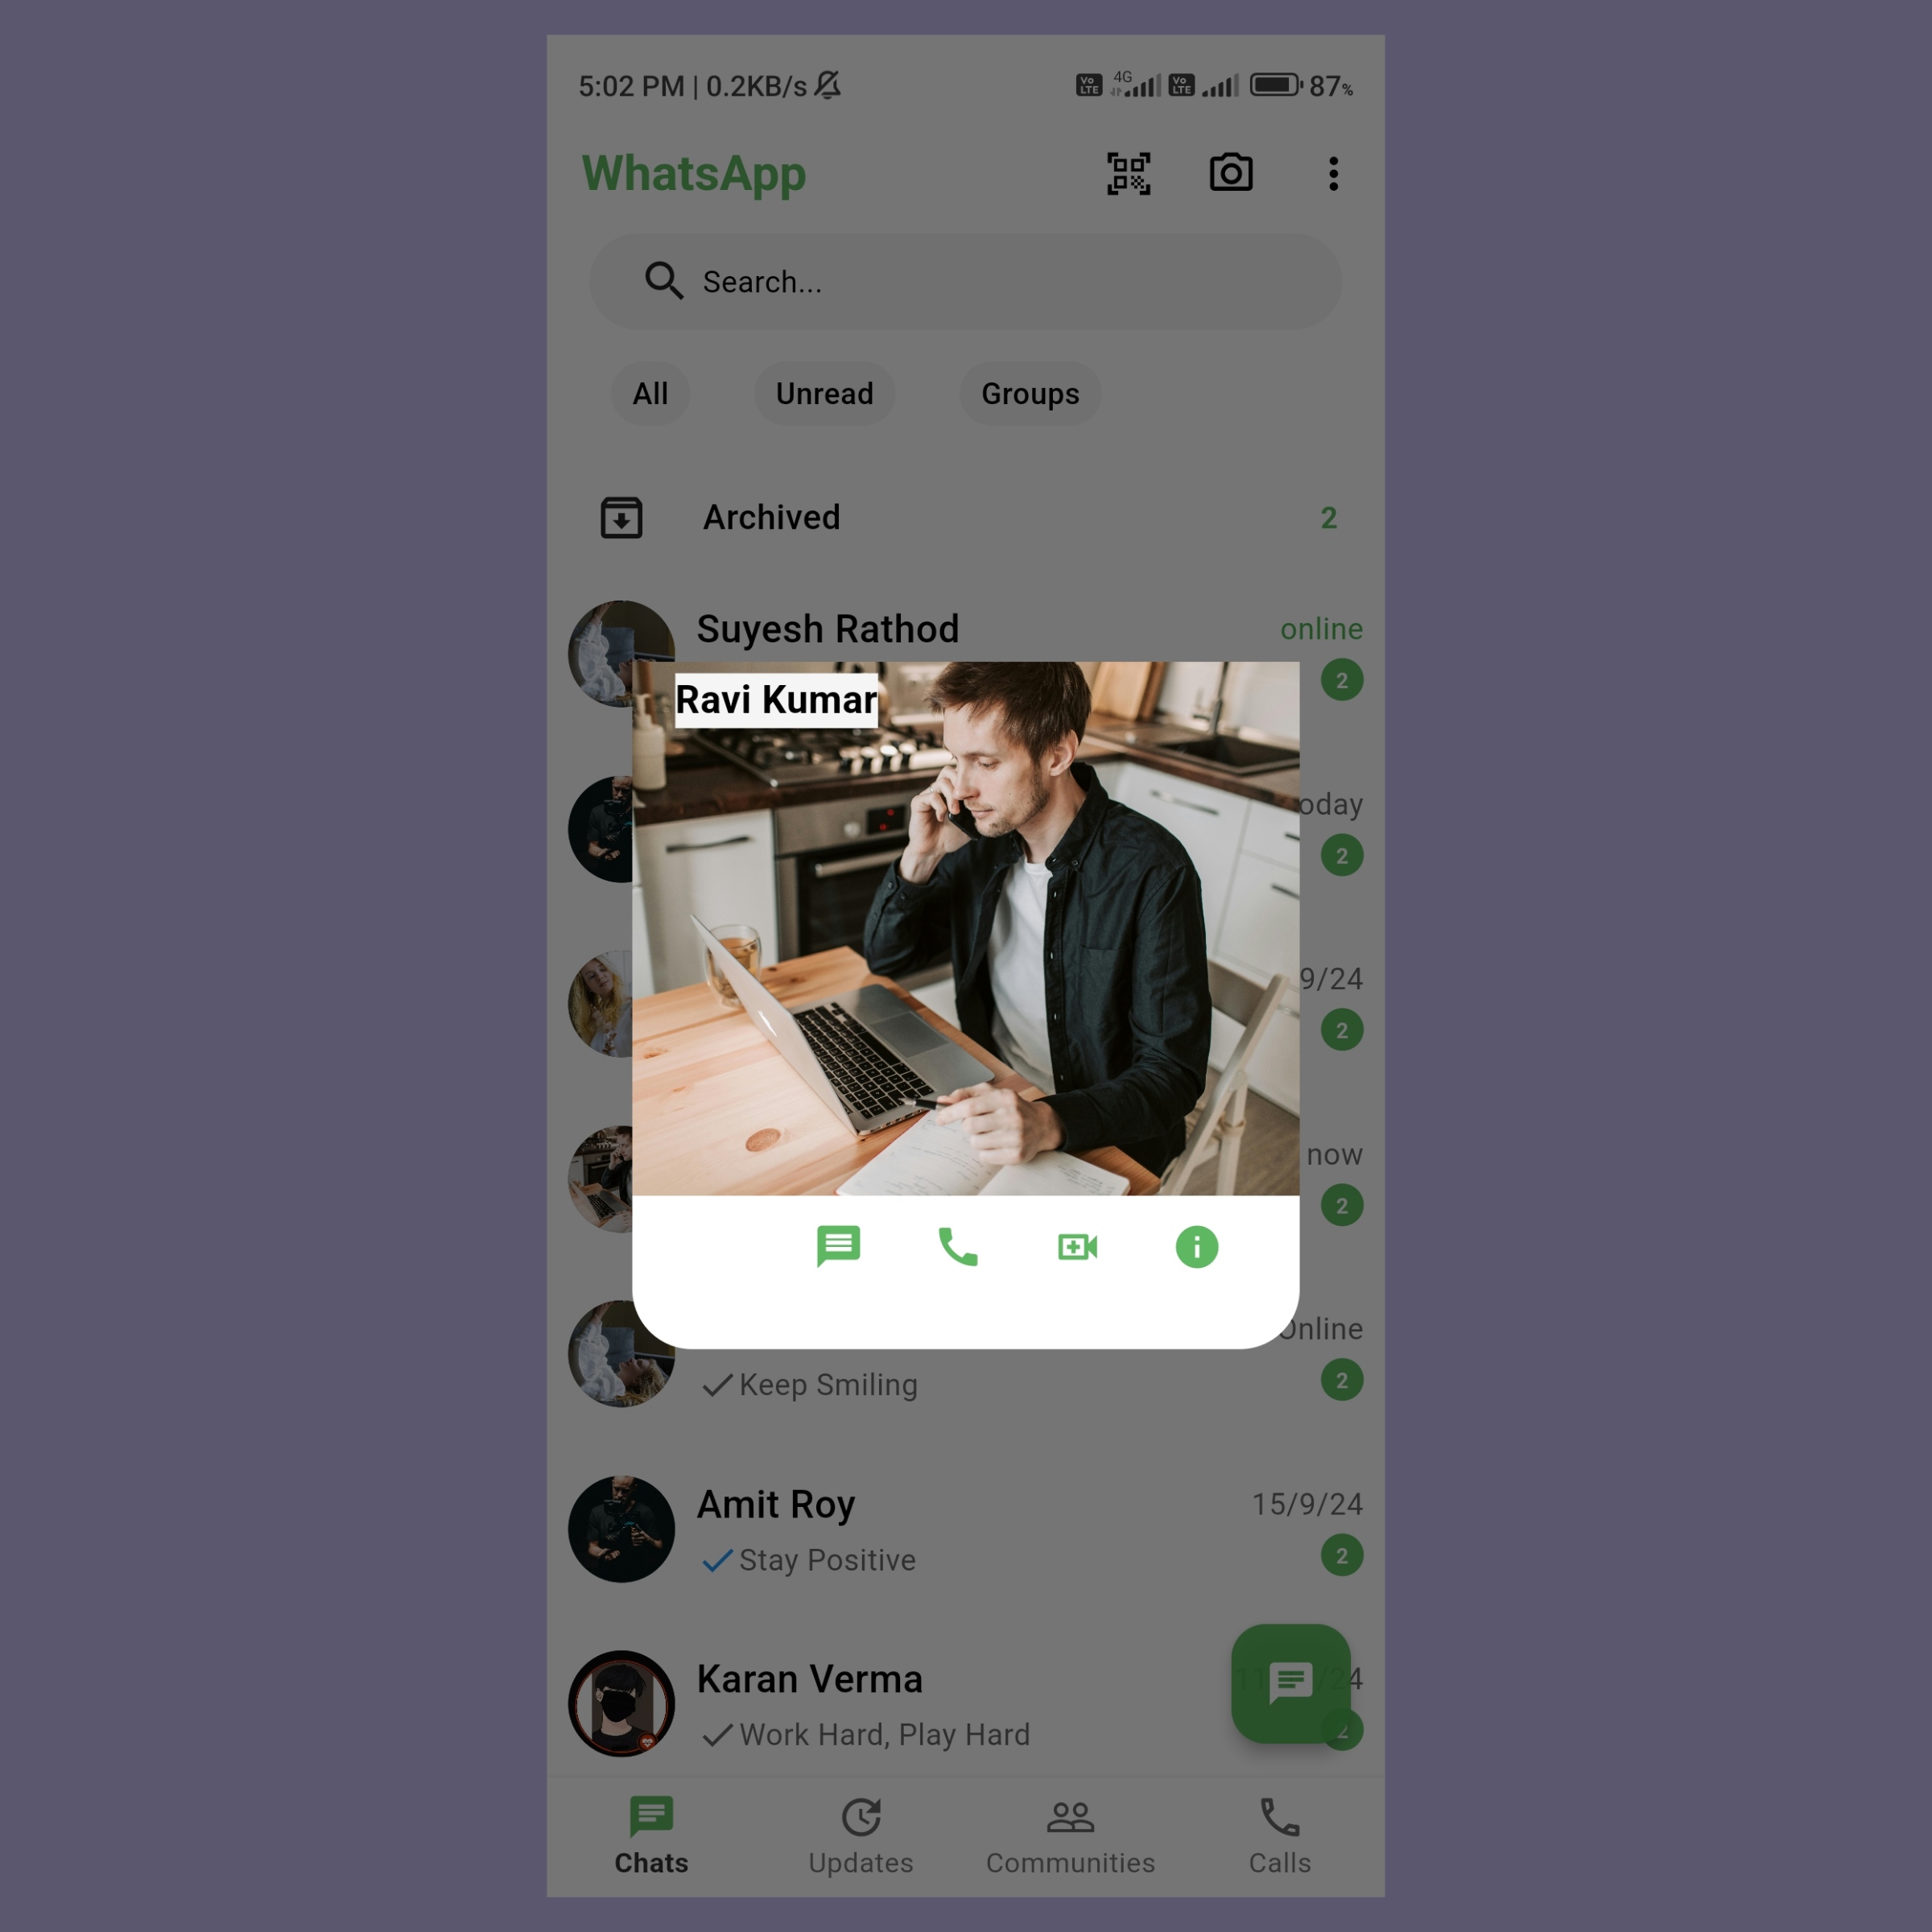 5:02 PM | 0.2KB/s Vo LTE 4G Vo LTE 87%
WhatsApp
Search...
All Unread Groups
Archived 2
Suyesh Rathod online
2
Ravi Kumar
oday
2
9/24
2
now
2
Online
Keep Smiling 2
Amit Roy 15/9/24
Stay Positive 2
Karan Verma
Work Hard, Play Hard 2
Chats Updates Communities Calls